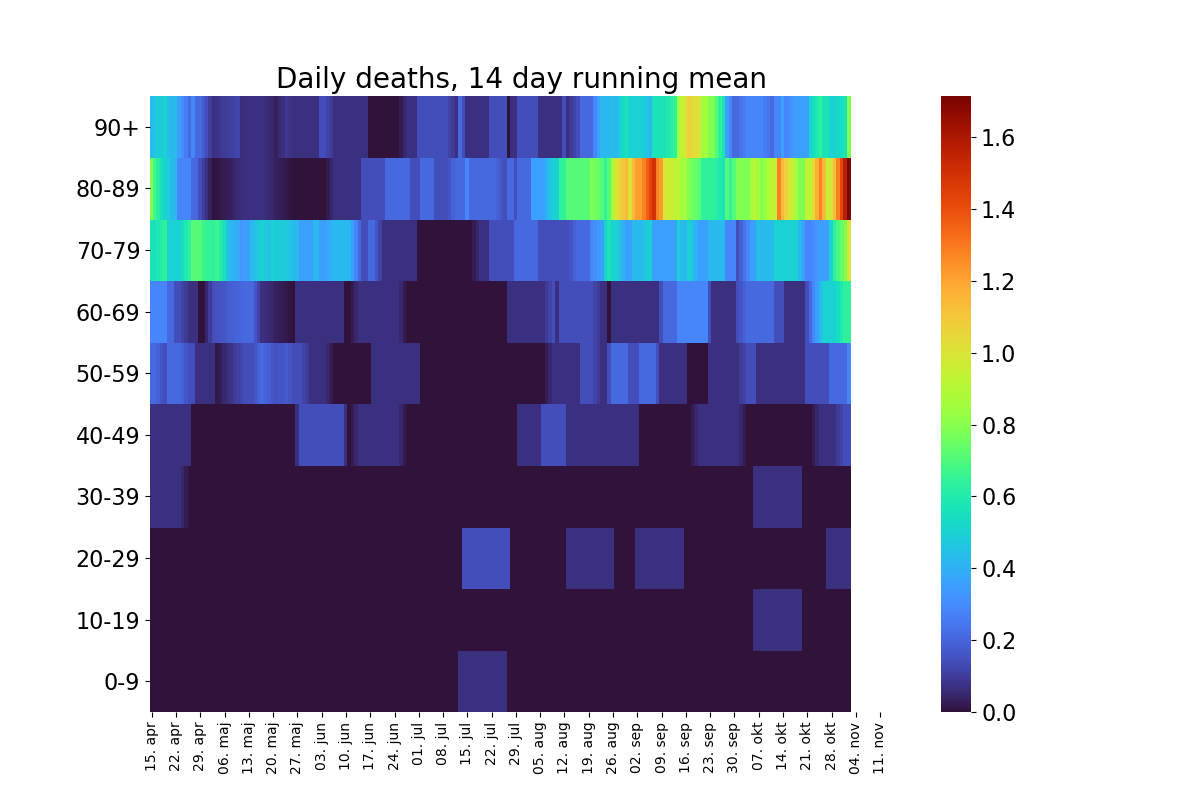 Daily deaths, 14 day running mean
90+
80-89
70-79
60-69
50-59
40-49
30-39
20-29
10-19
0-9
15. apr
22. apr
29. apr
06. maj
13. maj
20. maj
27. maj
03. jun
10. jun
17. jun
24. jun
01. jul
08. jul
15. jul
22. jul
29. jul
05. aug
12. aug
19. aug
26. aug
02. sep
09. sep
16. sep
23. sep
30. sep
07. okt
14. okt
21. okt
28. okt
04. nov
11. nov
1.6
1.4
1.2
1.0
0.8
0.6
0.4
0.2
0.0